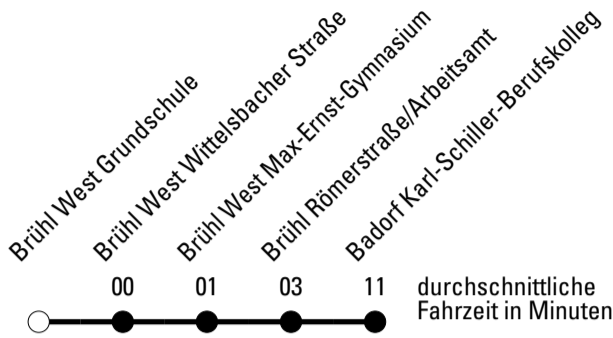 Brühl West Grundschule
Brühl West Wittelsbacher Straße
Brühl West Max-Ernst-Gymnasium
Brühl Römerstraße/Arbeitsamt
Badorf Karl-Schiller-Berufskolleg
00 01 03 11
durchschnittliche
Fahrzeit in Minuten